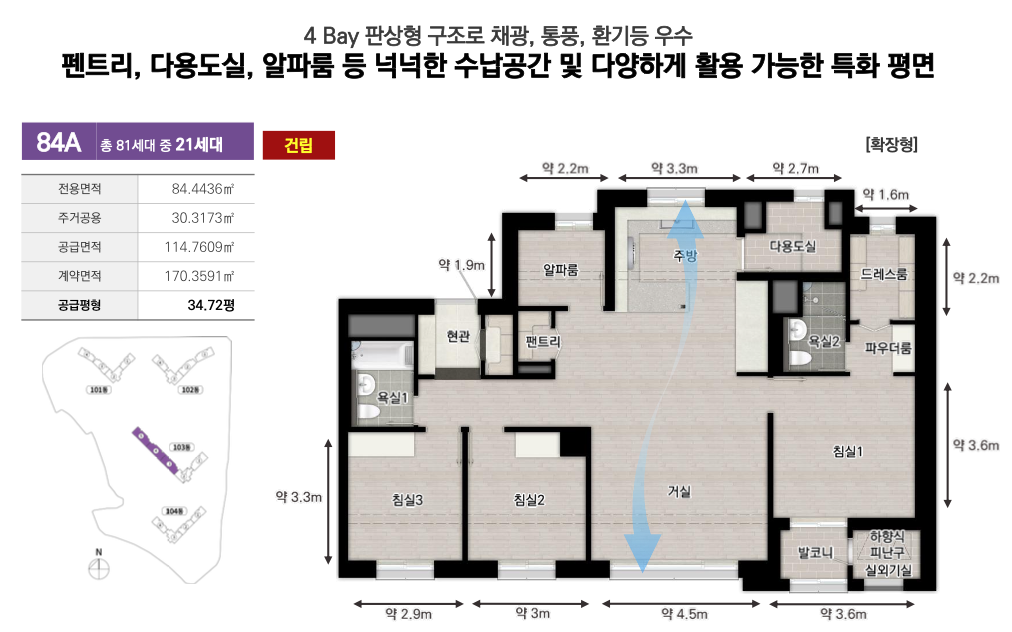 4 Bay 판상형 구조로 채광, 통풍, 환기등 우수
펜트리, 다용도실, 알파룸 등 넉넉한 수납공간 및 다양하게 활용 가능한 특화 평면
84A 총 81세대 중 21세대
건립
[확장형]
전용면적 84.4436㎡
주거공용 30.3173㎡
공급면적 114.7609㎡
계약면적 170.3591㎡
공급평형 34.72평
101동
102동
103동
104동
N
약 2.2m
약 3.3m
약 2.7m
약 1.6m
약 1.9m
알파룸
주방
다용도실
드레스룸
약 2.2m
현관
팬트리
욕실2
파우더룸
욕실1
약 3.3m
침실3
침실2
거실
침실1
약 3.6m
발코니
하향식
피난구
실외기실
약 2.9m
약 3m
약 4.5m
약 3.6m